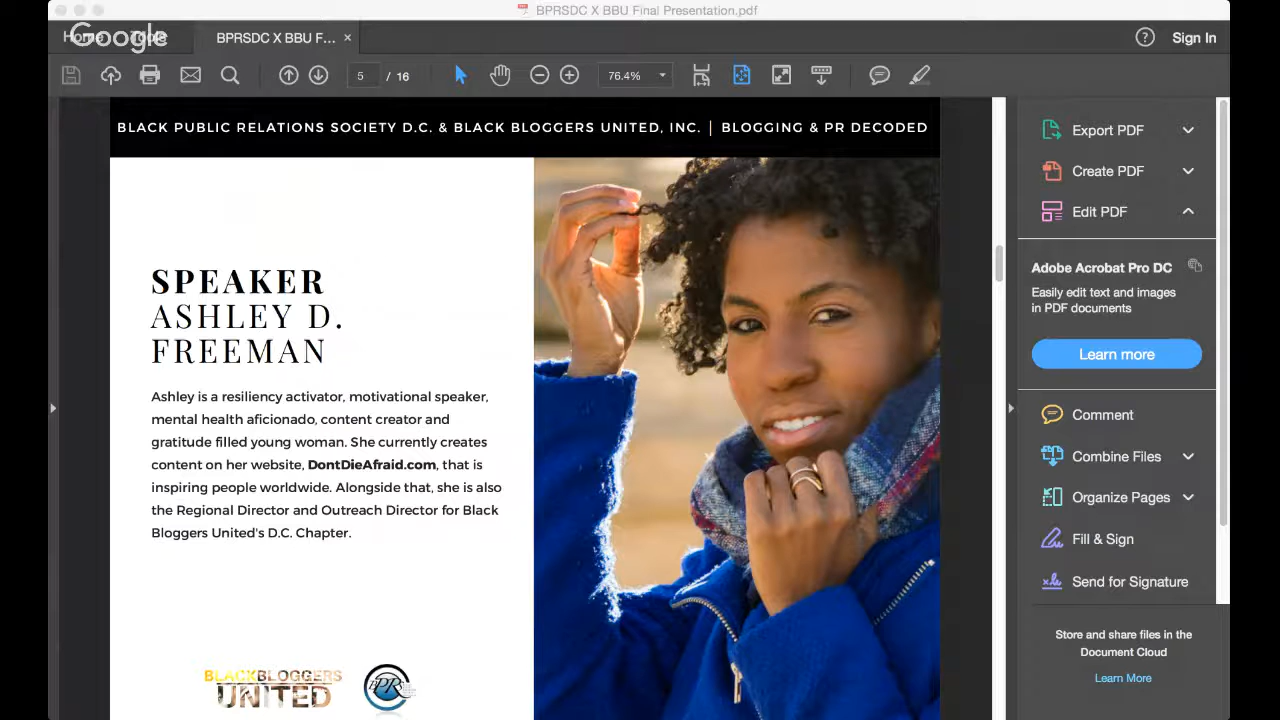 BPRSDC X BBU Final Presentation.pdf
Google
Home Tools
BPRSDC X BBU F... ×
? Sign In
5 / 16
76.4%
BLACK PUBLIC RELATIONS SOCIETY D.C. & BLACK BLOGGERS UNITED, INC. | BLOGGING & PR DECODED
SPEAKER
ASHLEY D.
FREEMAN
Ashley is a resiliency activator, motivational speaker,
mental health aficionado, content creator and
gratitude filled young woman. She currently creates
content on her website, DontDieAfraid.com, that is
inspiring people worldwide. Alongside that, she is also
the Regional Director and Outreach Director for Black
Bloggers United's D.C. Chapter.
BLACKBLOGGERS
UNITED
BPRS
Export PDF
Create PDF
Edit PDF
Adobe Acrobat Pro DC
Easily edit text and images
in PDF documents
Learn more
Comment
Combine Files
Organize Pages
Fill & Sign
Send for Signature
Store and share files in the
Document Cloud
Learn More